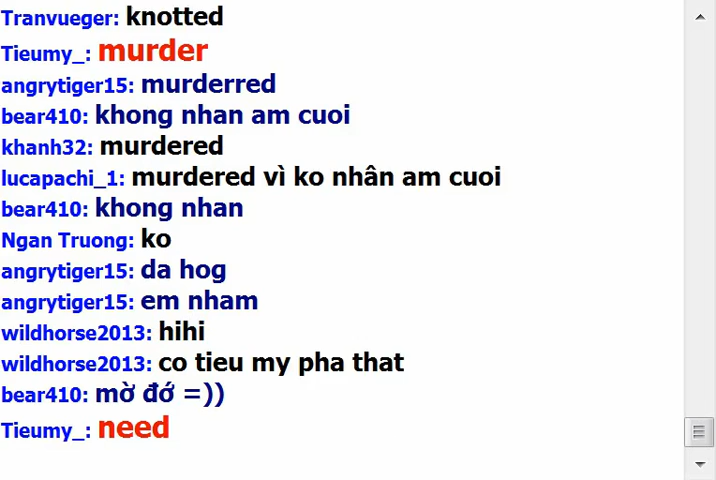 Tranvueger: knotted
Tieumy_: murder
angrytiger15: murderred
bear410: khong nhan am cuoi
khanh32: murdered
lucapachi_1: murdered vì ko nhân am cuoi
bear410: khong nhan
Ngan Truong: ko
angrytiger15: da hog
angrytiger15: em nham
wildhorse2013: hihi
wildhorse2013: co tieu my pha that
bear410: mờ đớ =))
Tieumy_: need